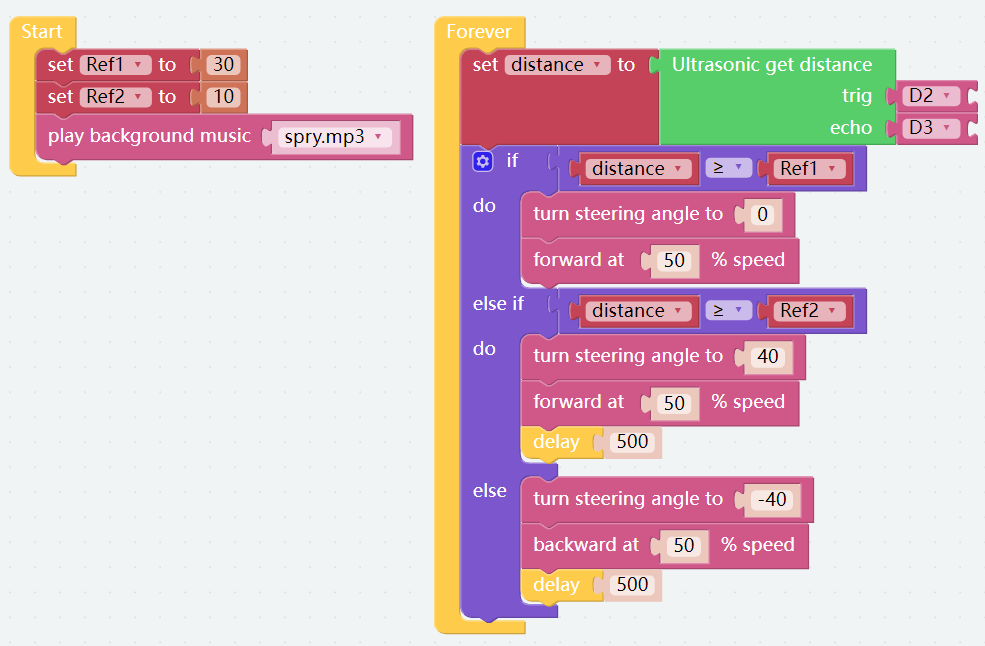 Start
set Ref1 to 30
set Ref2 to 10
play background music spry.mp3
Forever
set distance to Ultrasonic get distance
trig D2
echo D3
if distance ≥ Ref1
do turn steering angle to 0
forward at 50 % speed
else if distance ≥ Ref2
do turn steering angle to 40
forward at 50 % speed
delay 500
else turn steering angle to -40
backward at 50 % speed
delay 500